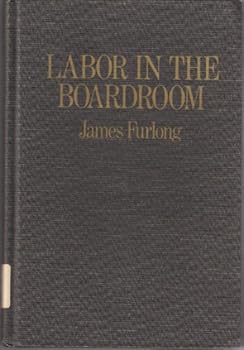 LABOR IN THE
BOARDROOM
James Furlong